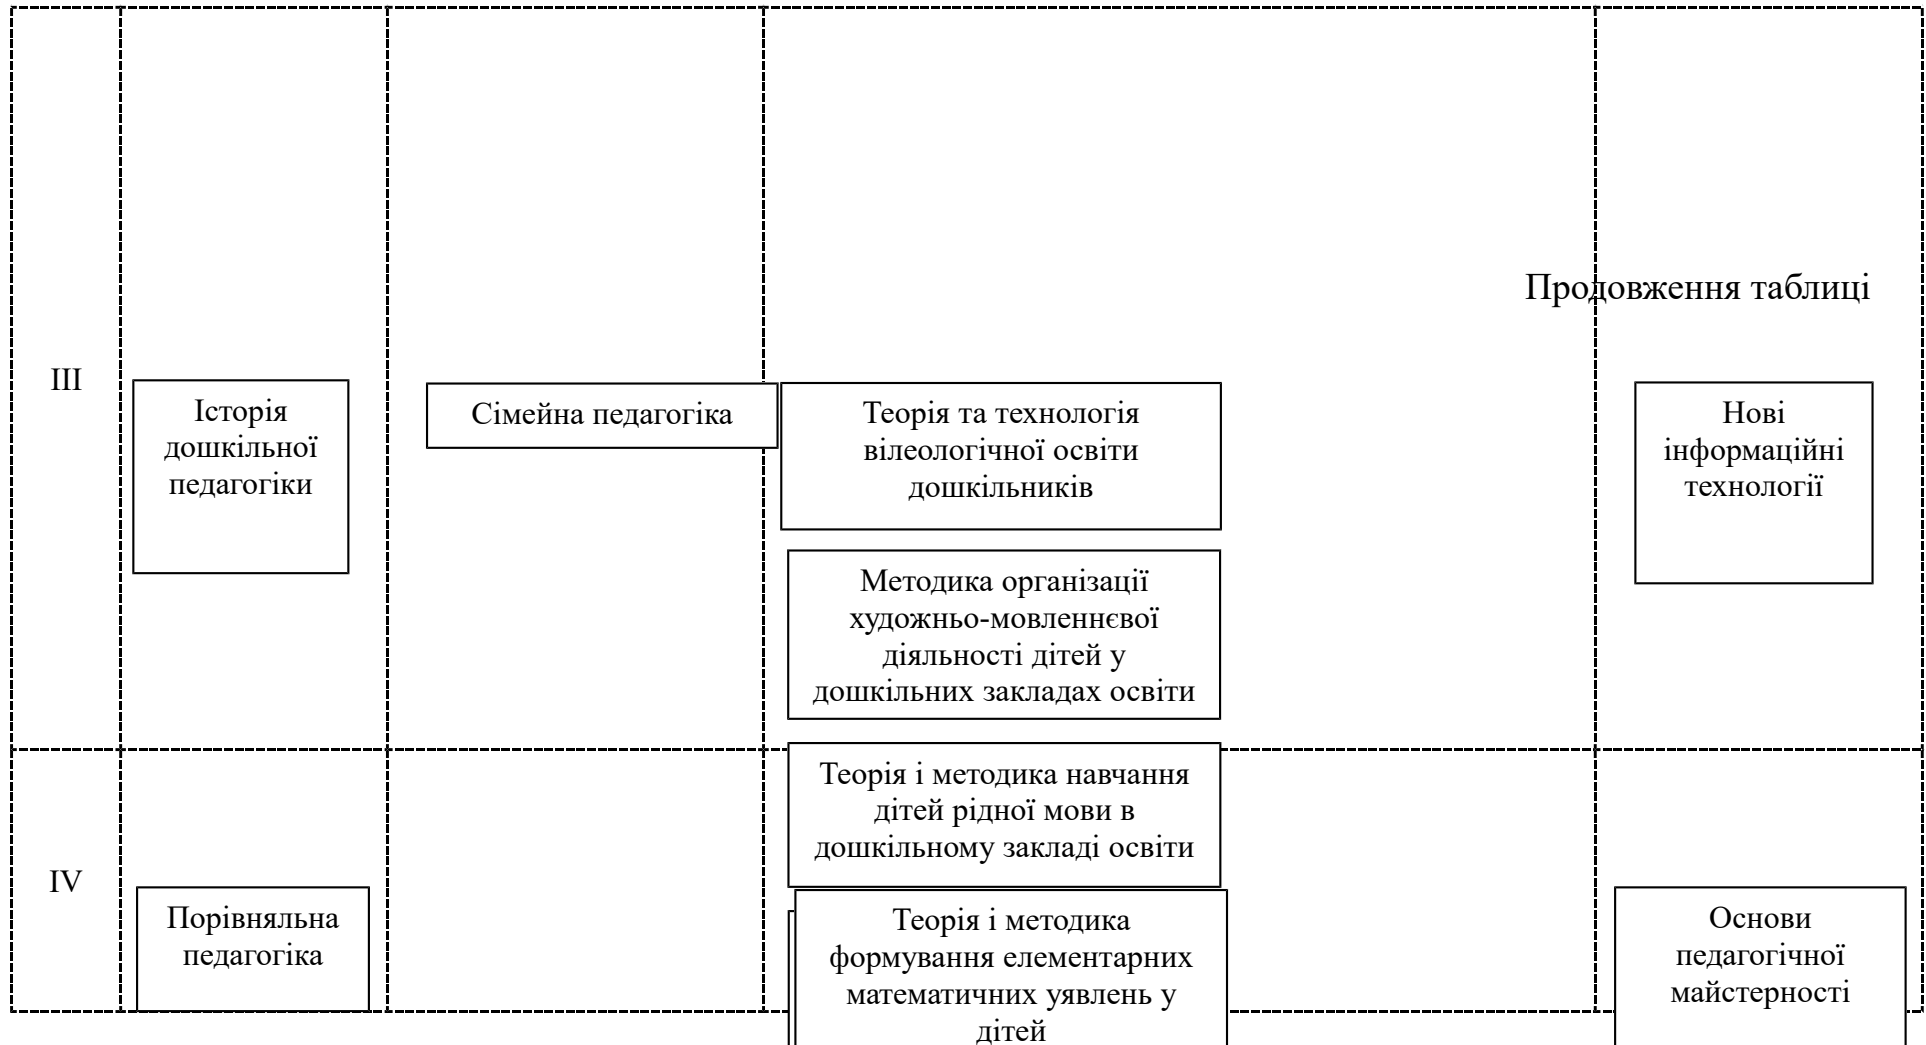 Продовження таблиці
III
Історія
дошкільної
педагогіки
Сімейна педагогіка
Теорія та технологія
вілеологічної освіти
дошкільників
Нові
інформаційні
технології
Методика організації
художньо-мовленнєвої
діяльності дітей у
дошкільних закладах освіти
Теорія і методика навчання
дітей рідної мови в
дошкільному закладі освіти
IV
Порівняльна
педагогіка
Теорія і методика
формування елементарних
математичних уявлень у
дітей
Основи
педагогічної
майстерності